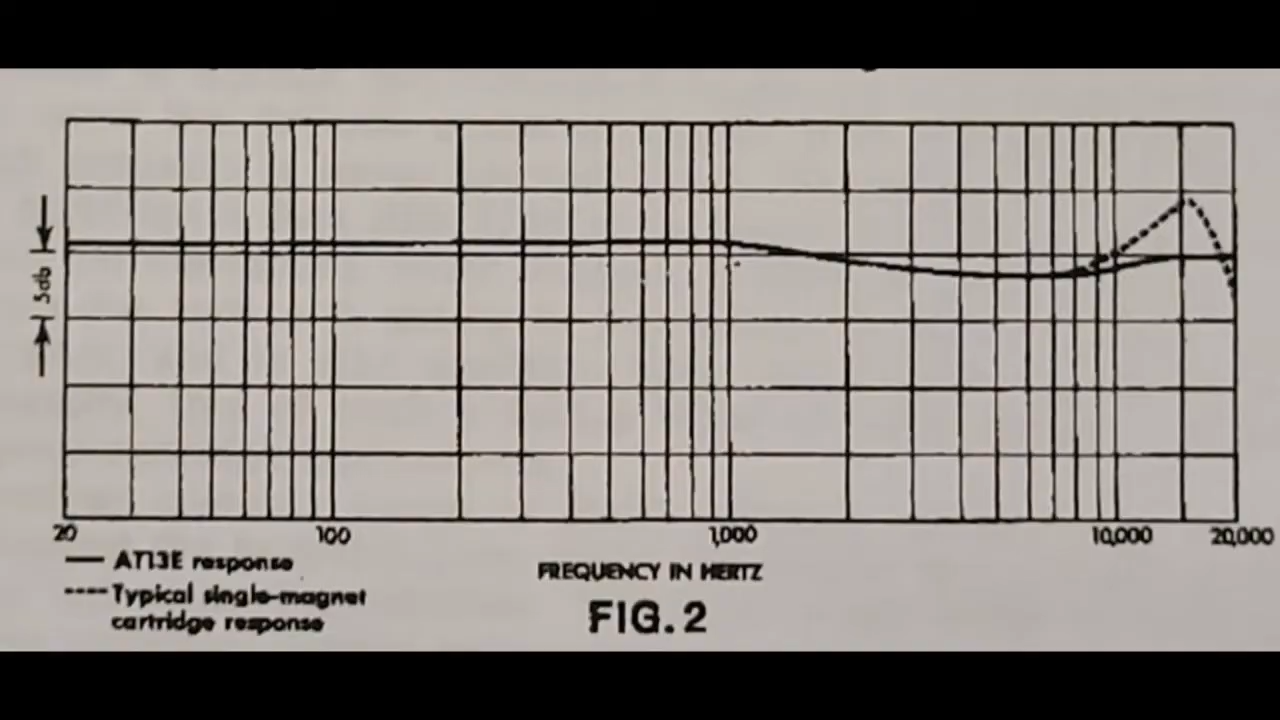 5db
20 100 1,000 10,000 20,000
AT13E response
FREQUENCY IN HERTZ
Typical single-magnet
cartridge response
FIG. 2